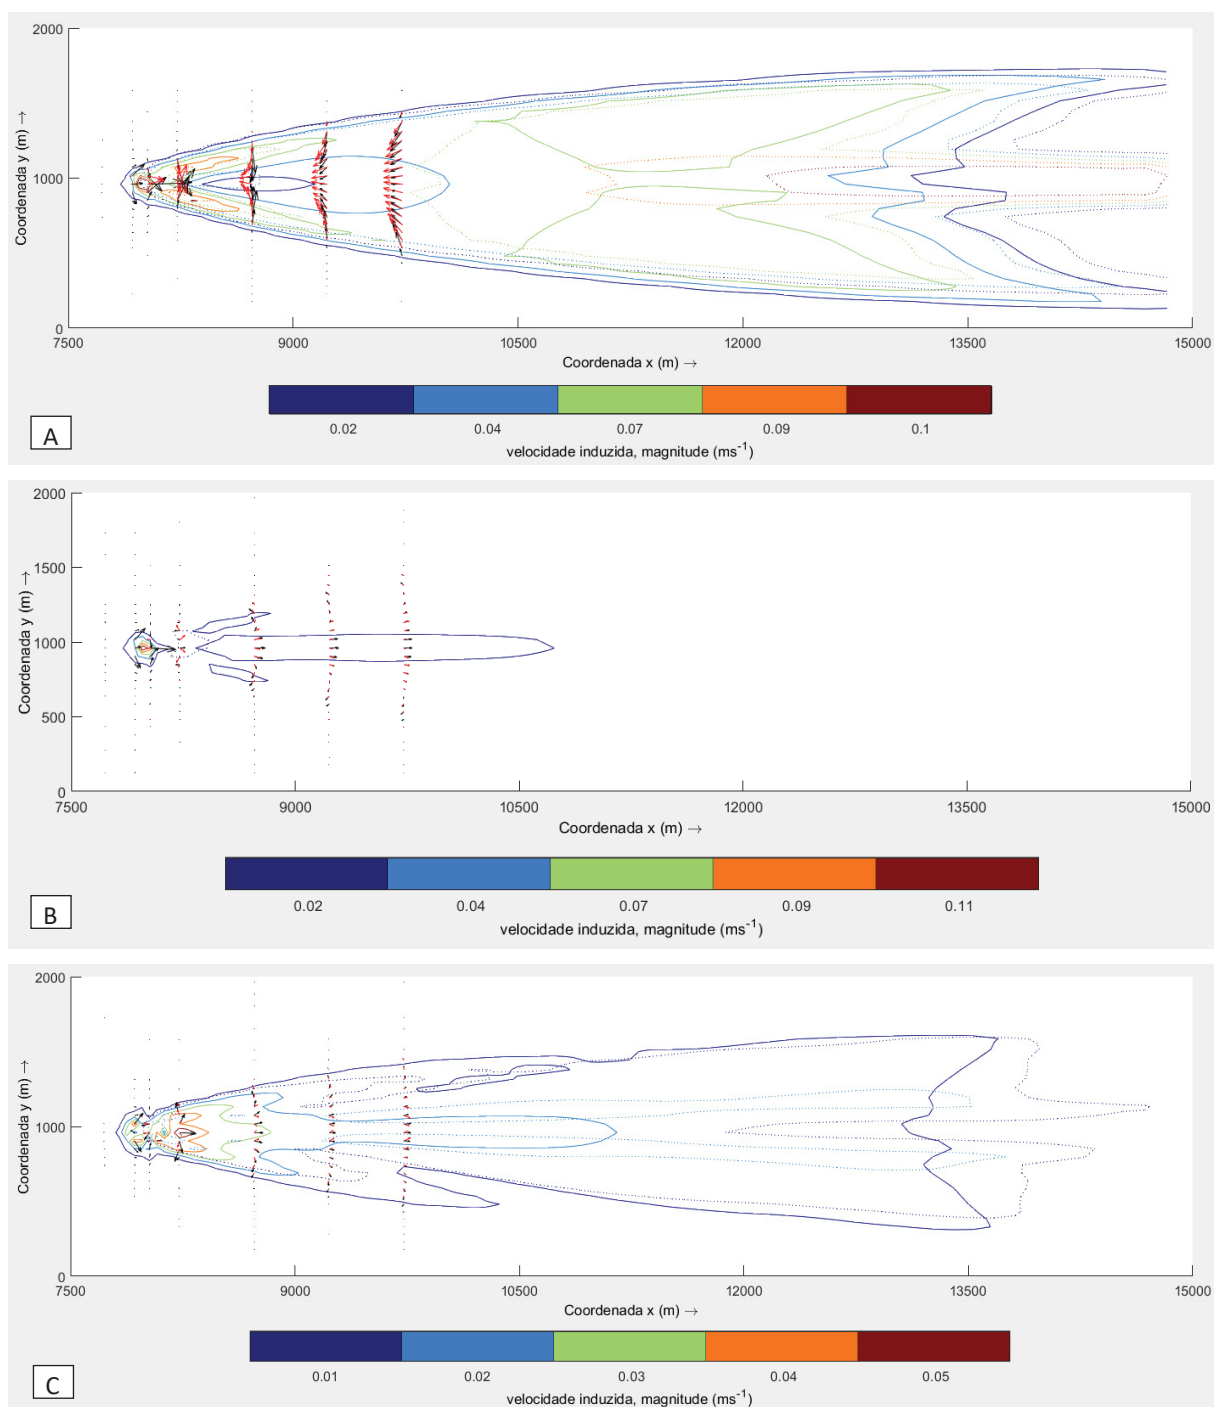 2000
1000
0
Coordenada y (m) →
7500 9000 10500 12000 13500 15000
Coordenada x (m) →
0.02 0.04 0.07 0.09 0.1
velocidade induzida, magnitude (ms-1)
A
2000
1500
1000
500
0
Coordenada y (m) →
7500 9000 10500 12000 13500 15000
Coordenada x (m) →
0.02 0.04 0.07 0.09 0.11
velocidade induzida, magnitude (ms-1)
B
2000
1000
0
Coordenada y (m) →
7500 9000 10500 12000 13500 15000
Coordenada x (m) →
0.01 0.02 0.03 0.04 0.05
velocidade induzida, magnitude (ms-1)
C